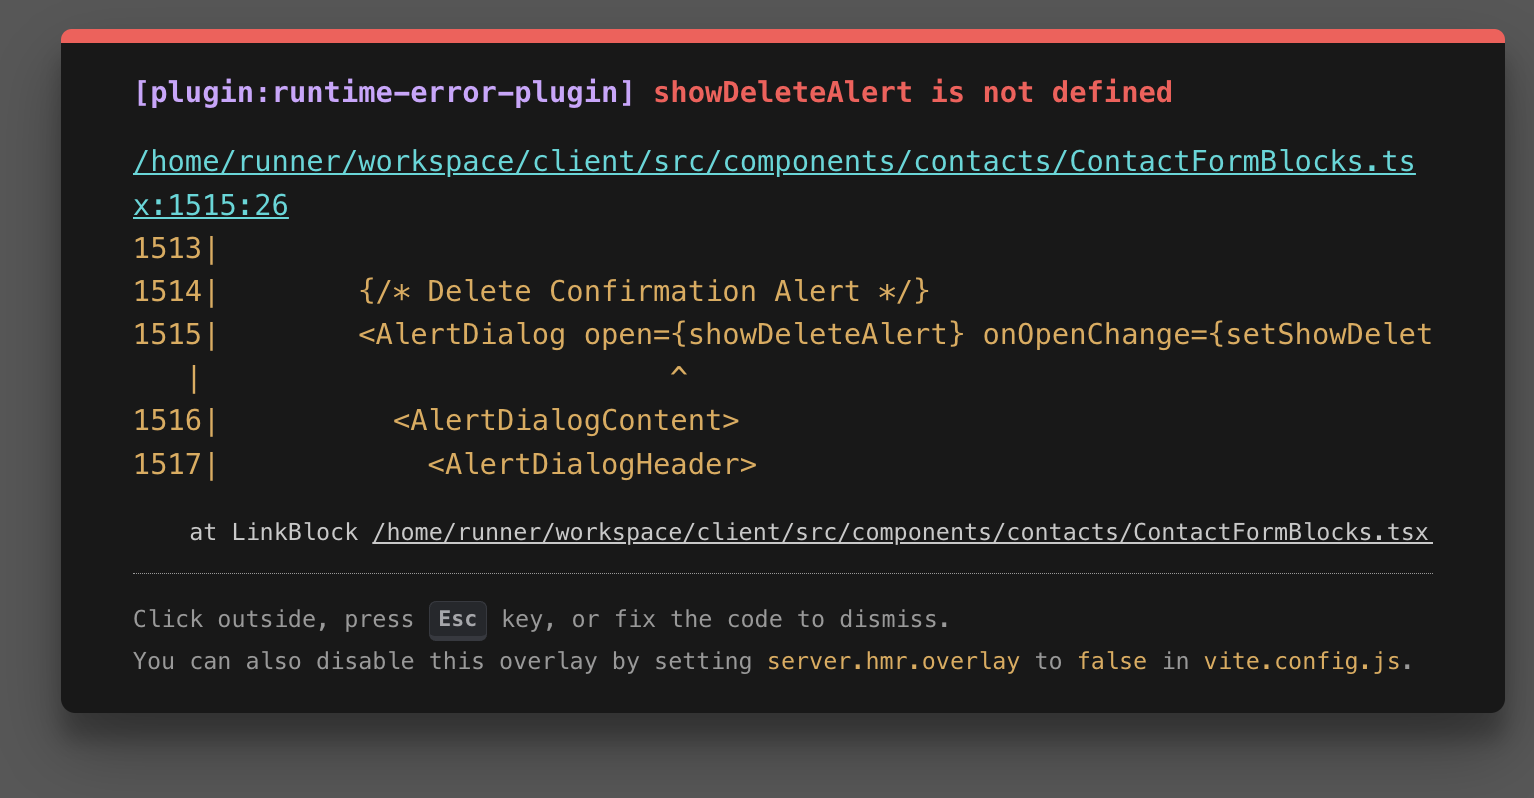 [plugin:runtime-error-plugin] showDeleteAlert is not defined
/home/runner/workspace/client/src/components/contacts/ContactFormBlocks.ts
x:1515:26
1513|
1514|        {/* Delete Confirmation Alert */}
1515|        <AlertDialog open={showDeleteAlert} onOpenChange={setShowDelet
   |                           ^
1516|          <AlertDialogContent>
1517|            <AlertDialogHeader>
    at LinkBlock /home/runner/workspace/client/src/components/contacts/ContactFormBlocks.tsx
Click outside, press Esc key, or fix the code to dismiss.
You can also disable this overlay by setting server.hmr.overlay to false in vite.config.js.